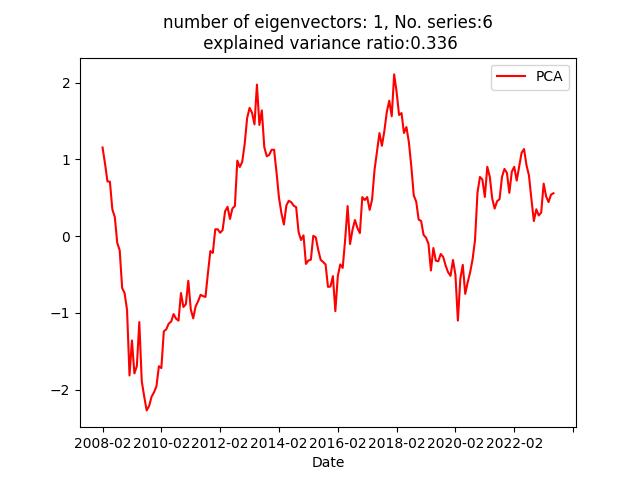 number of eigenvectors: 1, No. series:6
explained variance ratio:0.336
PCA
2
1
0
−1
−2
2008-02 2010-02 2012-02 2014-02 2016-02 2018-02 2020-02 2022-02
Date